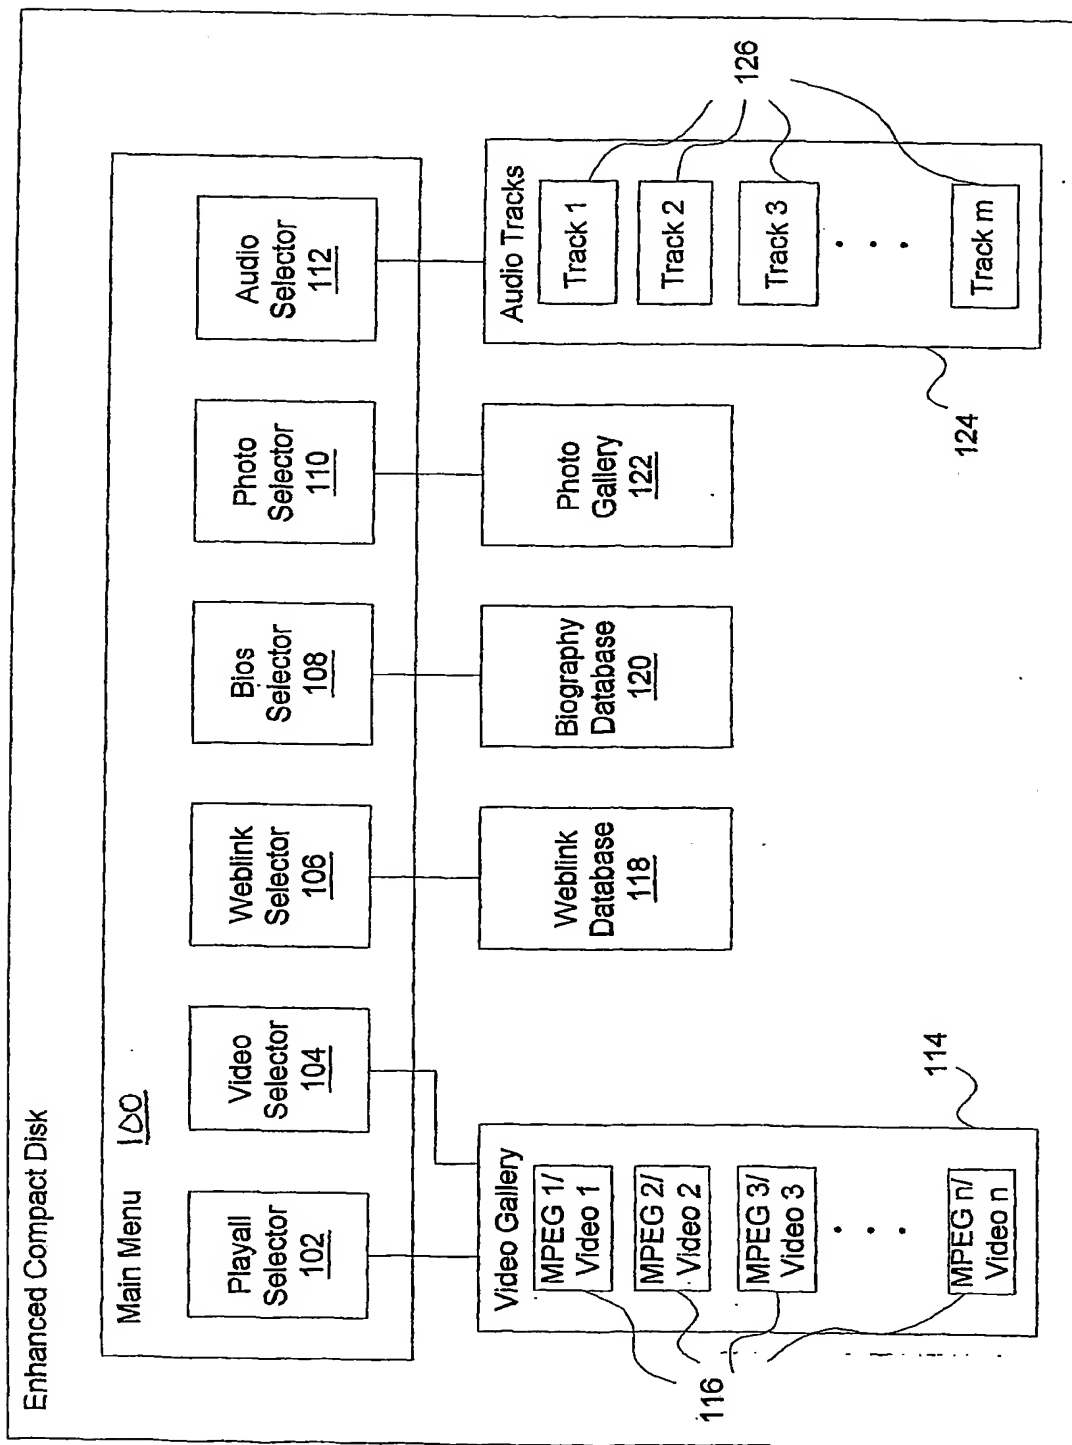 Enhanced Compact Disk
Main Menu 100
Playall
Selector
102
Video
Selector
104
Weblink
Selector
106
Bios
Selector
108
Photo
Selector
110
Audio
Selector
112
Video Gallery
MPEG 1/
Video 1
MPEG 2/
Video 2
MPEG 3/
Video 3
MPEG n/
Video n
116
114
Weblink
Database
118
Biography
Database
120
Photo
Gallery
122
Audio Tracks
Track 1
Track 2
Track 3
Track m
124
126